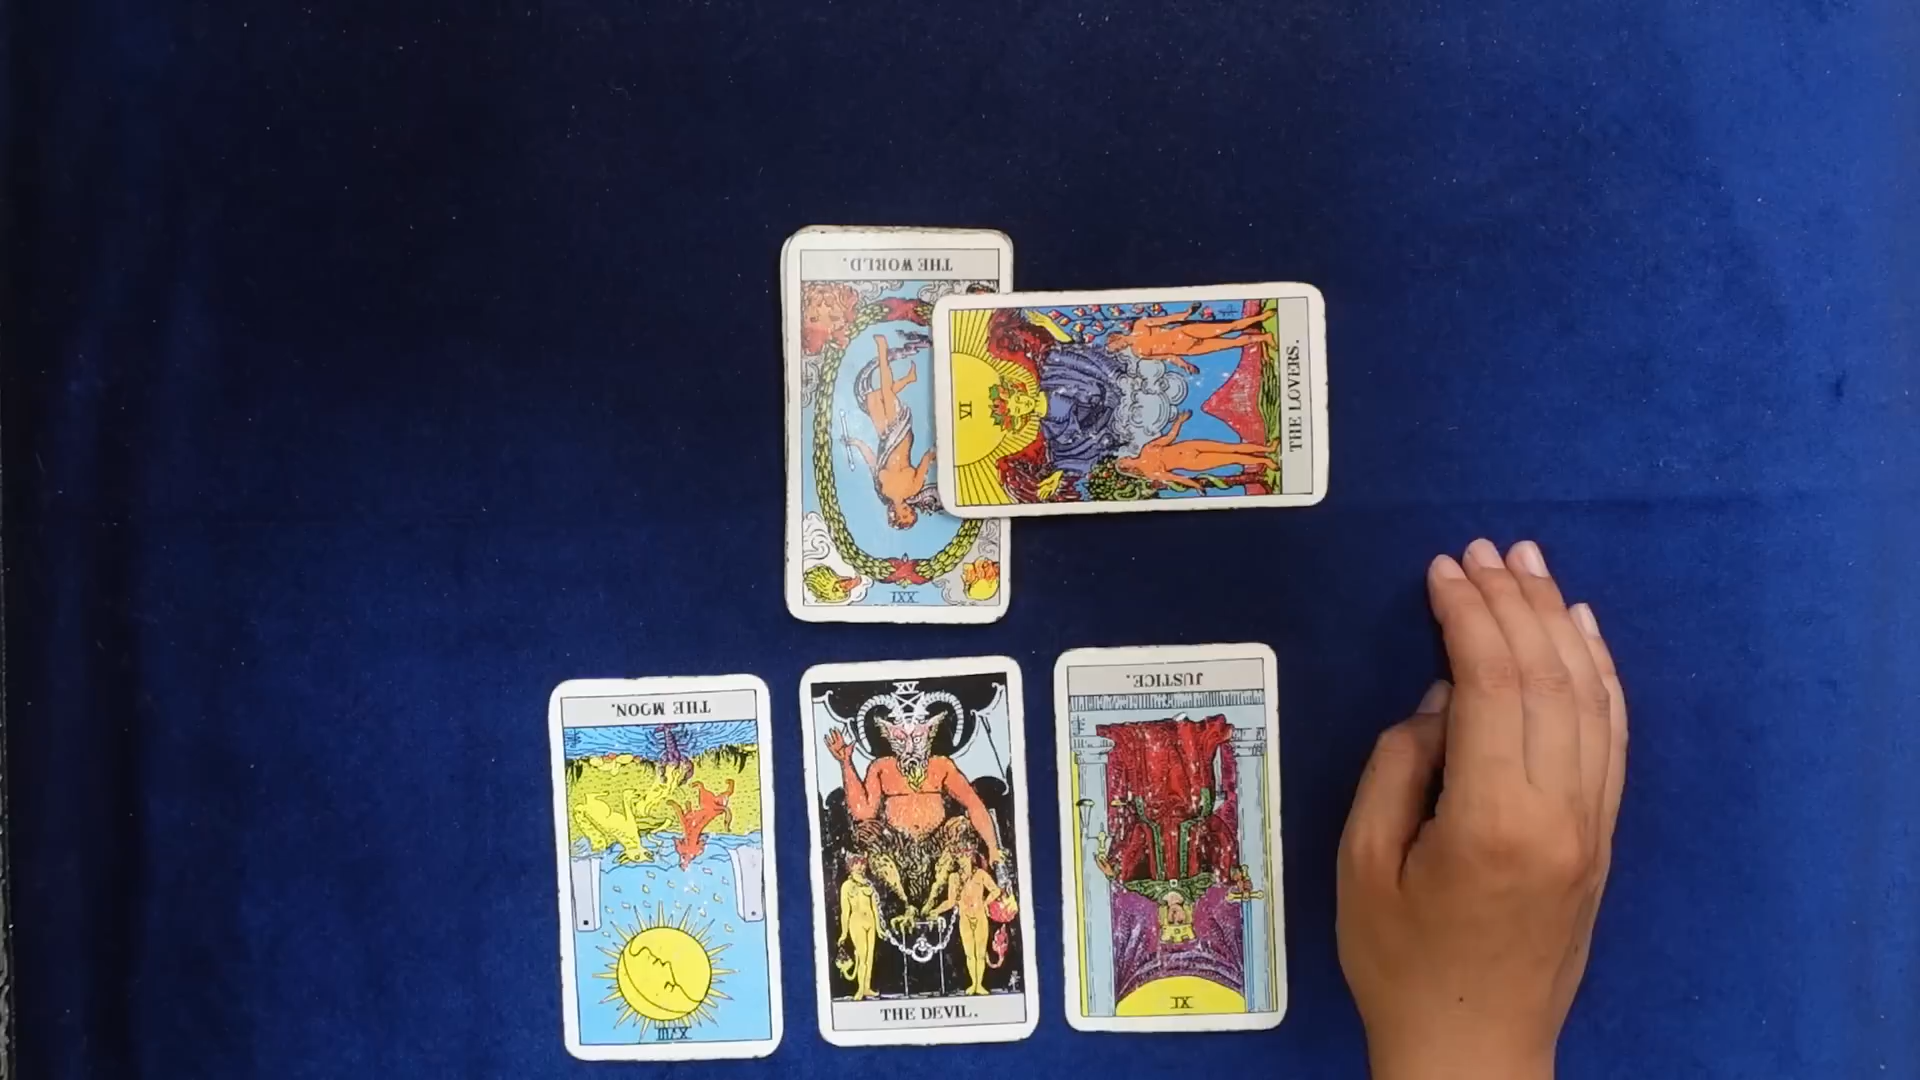 THE WORLD.
XXI
VI
THE LOVERS.
THE MOON.
XVIII
XV
THE DEVIL.
JUSTICE.
XI